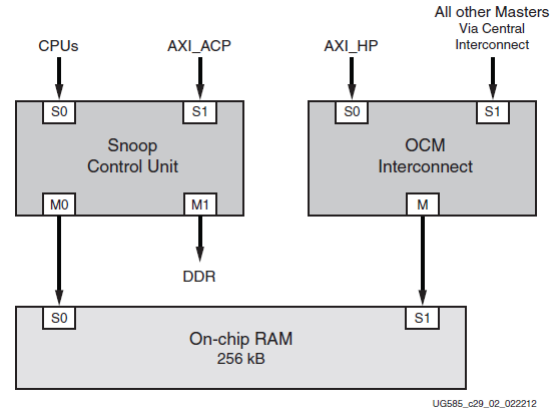 All other Masters
Via Central
Interconnect
CPUs
AXI_ACP
AXI_HP
S0
S1
S0
S1
Snoop
Control Unit
OCM
Interconnect
M0
M1
M
DDR
S0
S1
On-chip RAM
256 kB
UG585_c29_02_022212